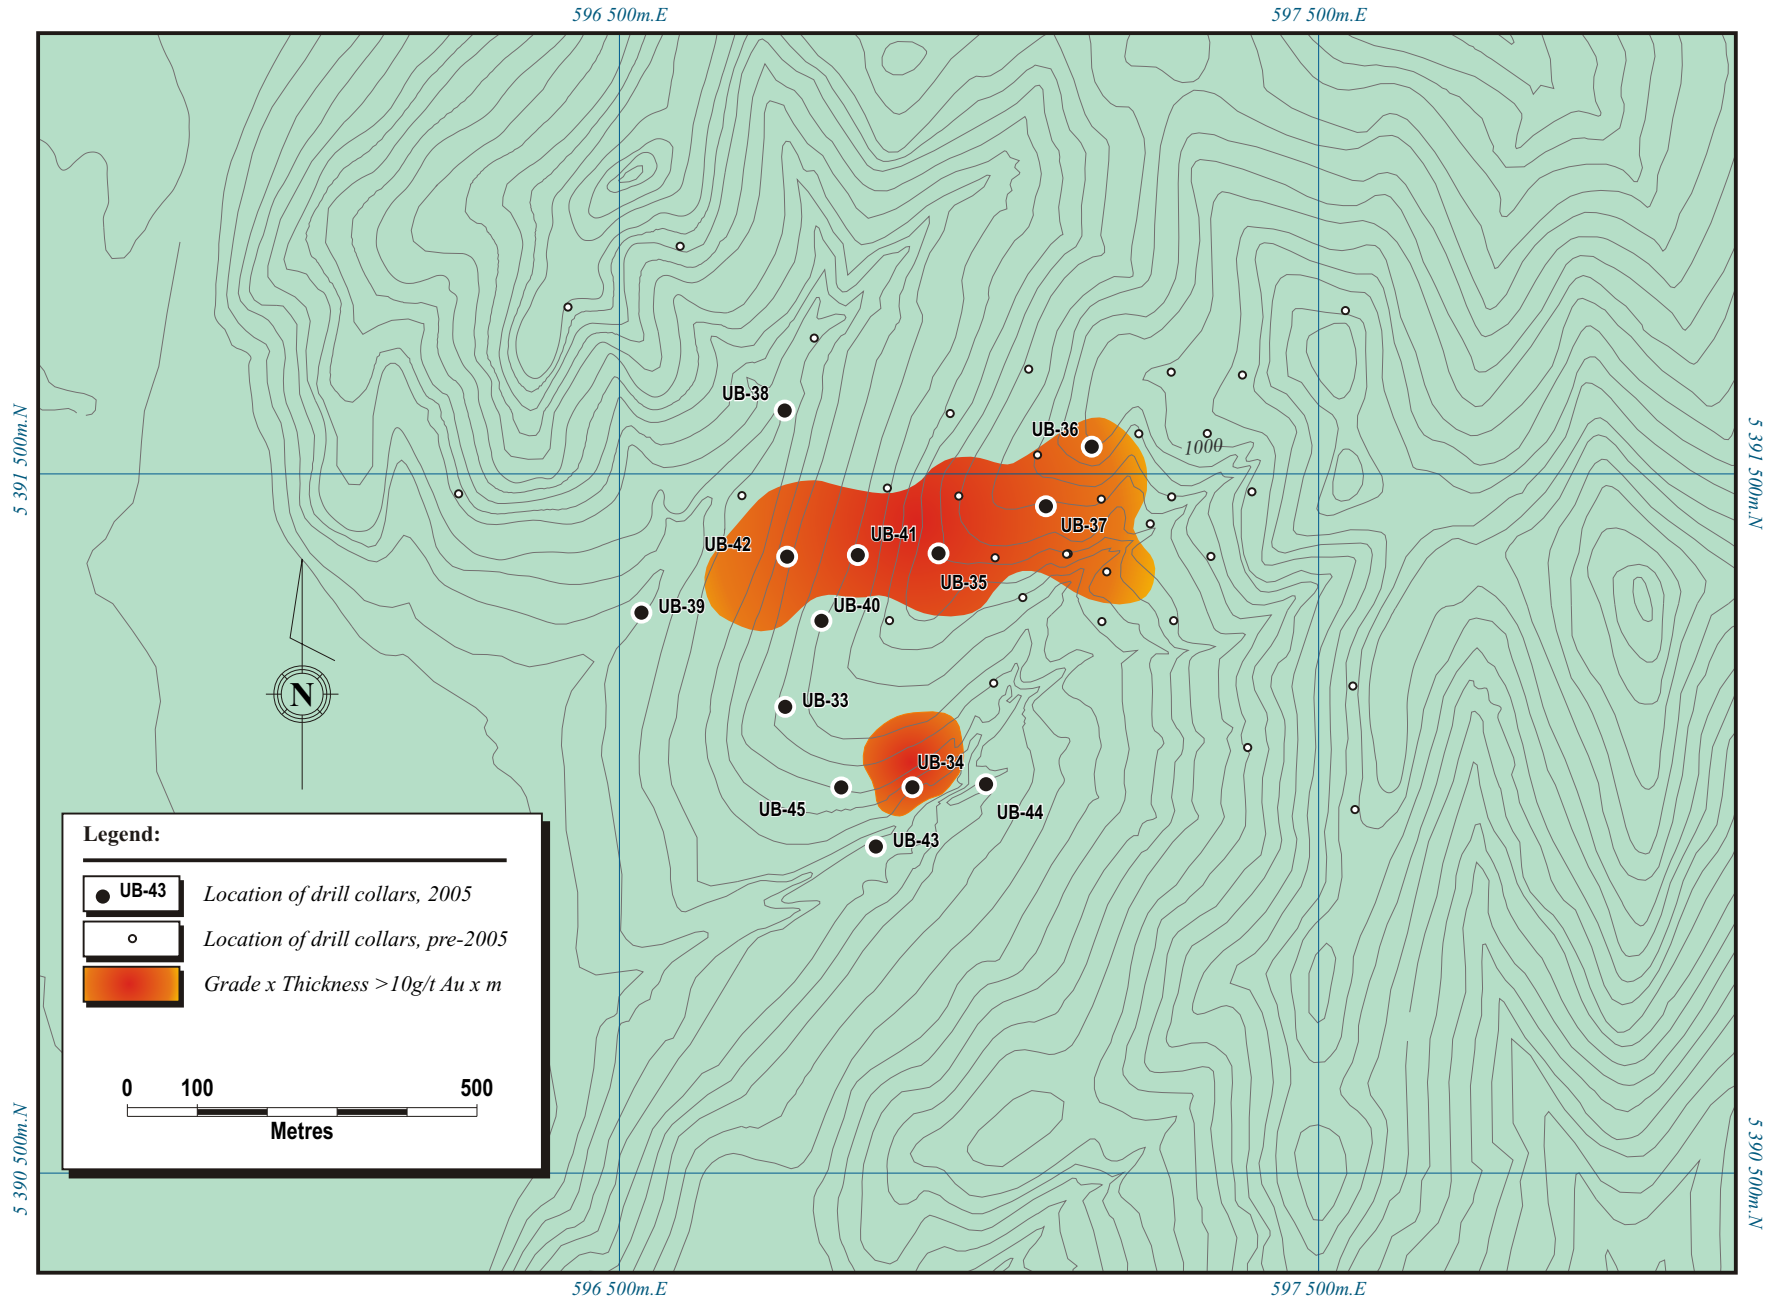 596 500m.E
597 500m.E
5 391 500m.N
5 391 500m.N
UB-38
UB-36
1000
UB-37
UB-41
UB-42
UB-35
UB-39
UB-40
N
UB-33
UB-34
UB-45
UB-44
UB-43
Legend:
UB-43 Location of drill collars, 2005
Location of drill collars, pre-2005
Grade x Thickness >10g/t Au x m
0 100 500
Metres
5 390 500m.N
5 390 500m.N
596 500m.E
597 500m.E